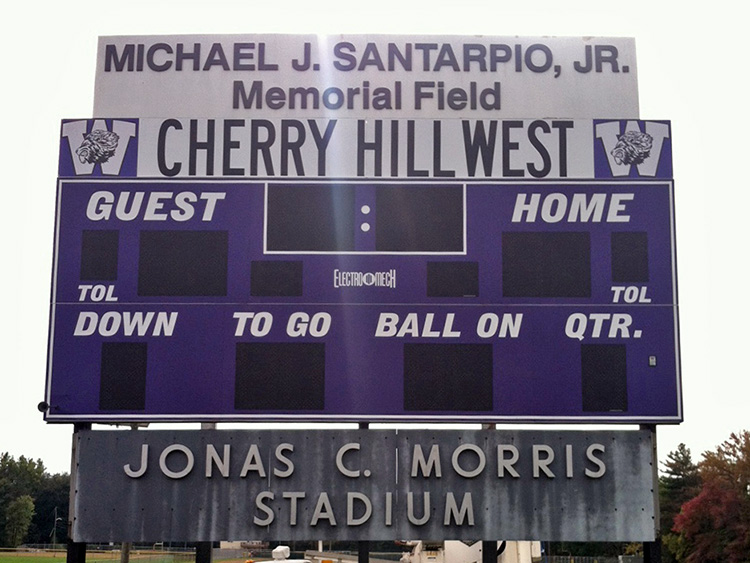 MICHAEL J. SANTARPIO, JR.
Memorial Field
W CHERRY HILL WEST W
GUEST : HOME
ELECTRO-MECH
TOL TOL
DOWN TO GO BALL ON QTR.
JONAS C. MORRIS
STADIUM